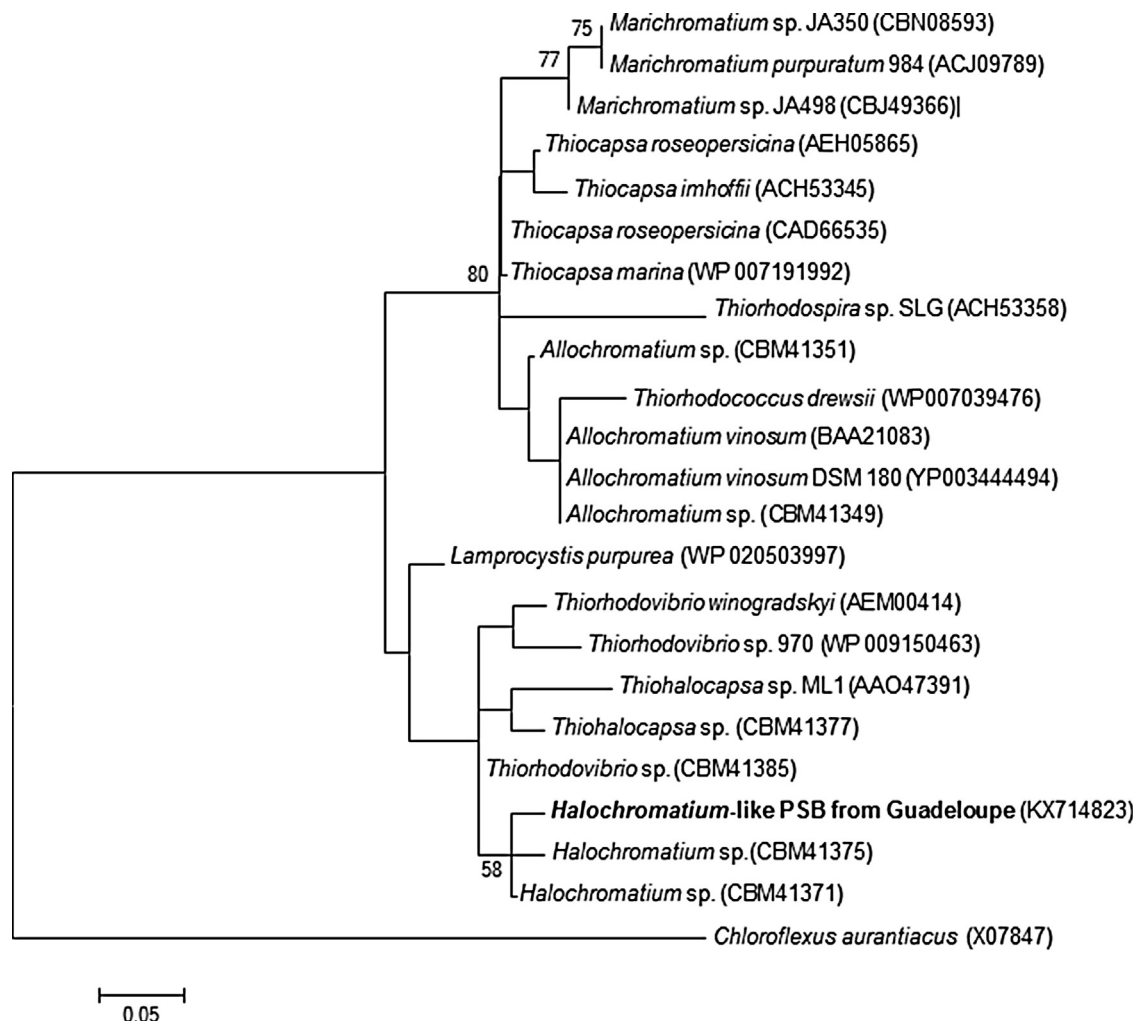 75
Marichromatium sp. JA350 (CBN08593)
77
Marichromatium purpuratum 984 (ACJ09789)
Marichromatium sp. JA498 (CBJ49366)|
Thiocapsa roseopersicina (AEH05865)
Thiocapsa imhoffii (ACH53345)
Thiocapsa roseopersicina (CAD66535)
80
Thiocapsa marina (WP 007191992)
Thiorhodospira sp. SLG (ACH53358)
Allochromatium sp. (CBM41351)
Thiorhodococcus drewsii (WP007039476)
Allochromatium vinosum (BAA21083)
Allochromatium vinosum DSM 180 (YP003444494)
Allochromatium sp. (CBM41349)
Lamprocystis purpurea (WP 020503997)
Thiorhodovibrio winogradskyi (AEM00414)
Thiorhodovibrio sp. 970 (WP 009150463)
Thiohalocapsa sp. ML1 (AAO47391)
Thiohalocapsa sp. (CBM41377)
Thiorhodovibrio sp. (CBM41385)
Halochromatium-like PSB from Guadeloupe (KX714823)
Halochromatium sp.(CBM41375)
58
Halochromatium sp. (CBM41371)
Chloroflexus aurantiacus (X07847)
0.05